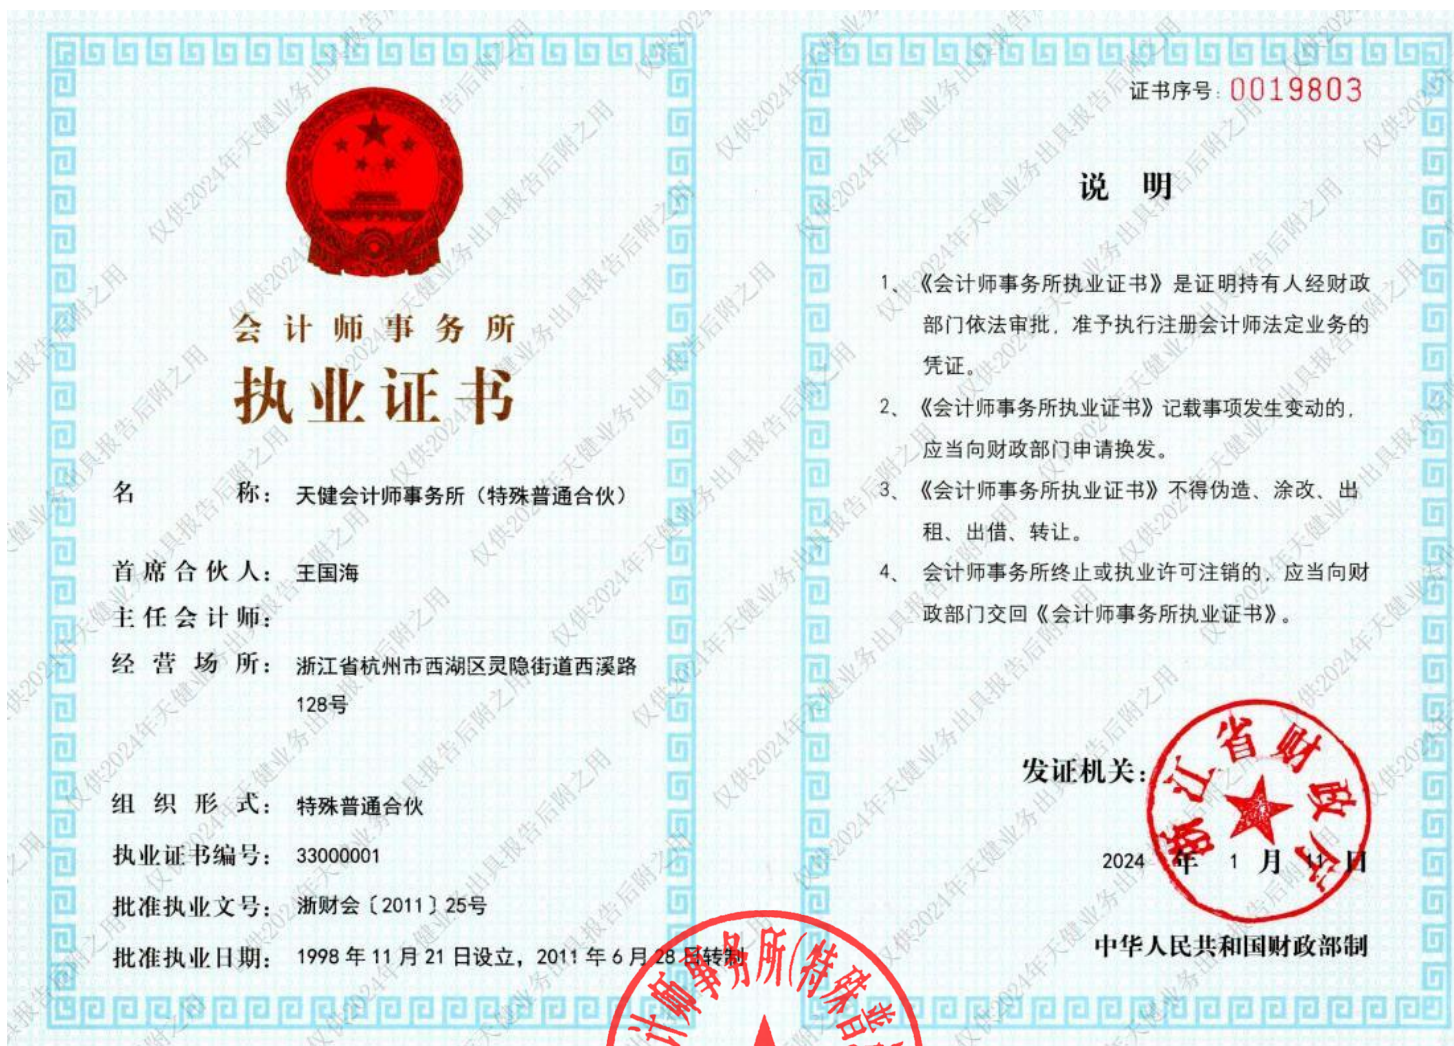 会计师事务所
执业证书
名 称： 天健会计师事务所（特殊普通合伙）
首席合伙人： 王国海
主任会计师：
经营场所： 浙江省杭州市西湖区灵隐街道西溪路
128号
组织形式： 特殊普通合伙
执业证书编号： 33000001
批准执业文号： 浙财会〔2011〕25号
批准执业日期： 1998年11月21日设立，2011年6月28日转制
证书序号：0019803
说 明
1、《会计师事务所执业证书》是证明持有人经财政
部门依法审批，准予执行注册会计师法定业务的
凭证。
2、《会计师事务所执业证书》记载事项发生变动的，
应当向财政部门申请换发。
3、《会计师事务所执业证书》不得伪造、涂改、出
租、出借、转让。
4、 会计师事务所终止或执业许可注销的，应当向财
政部门交回《会计师事务所执业证书》。
发证机关：
浙江省财政厅
2024 年 1 月 11 日
中华人民共和国财政部制
计师事务所(特殊普
仅供2024年天健业务出具报告后附之用